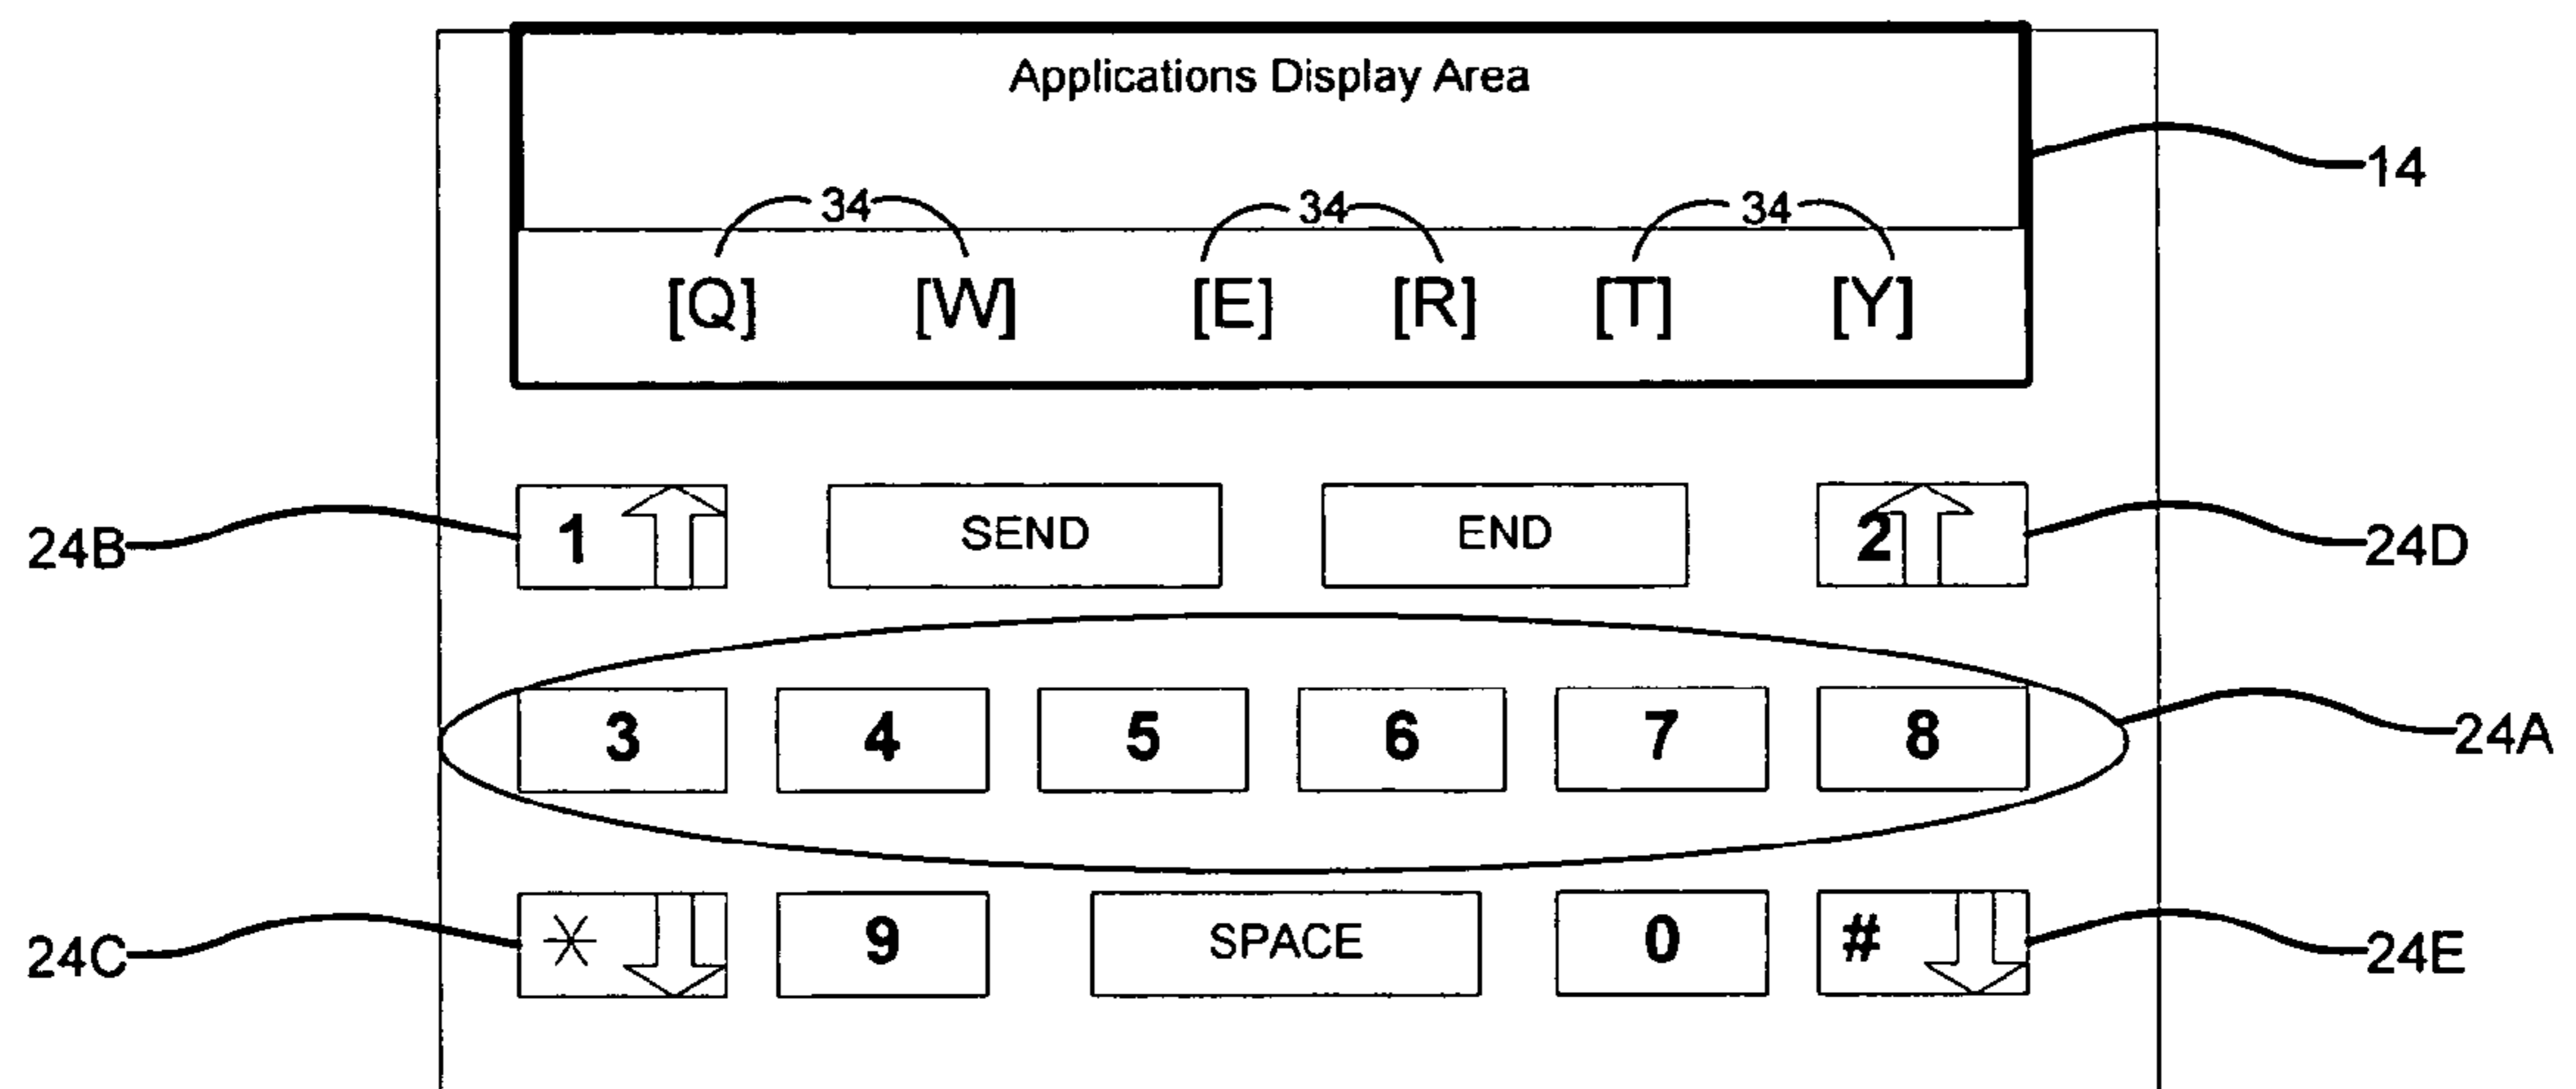 Applications Display Area
14
34 34 34
[Q] [W] [E] [R] [T] [Y]
24B 1 SEND END 2 24D
3 4 5 6 7 8 24A
24C * 9 SPACE 0 # 24E